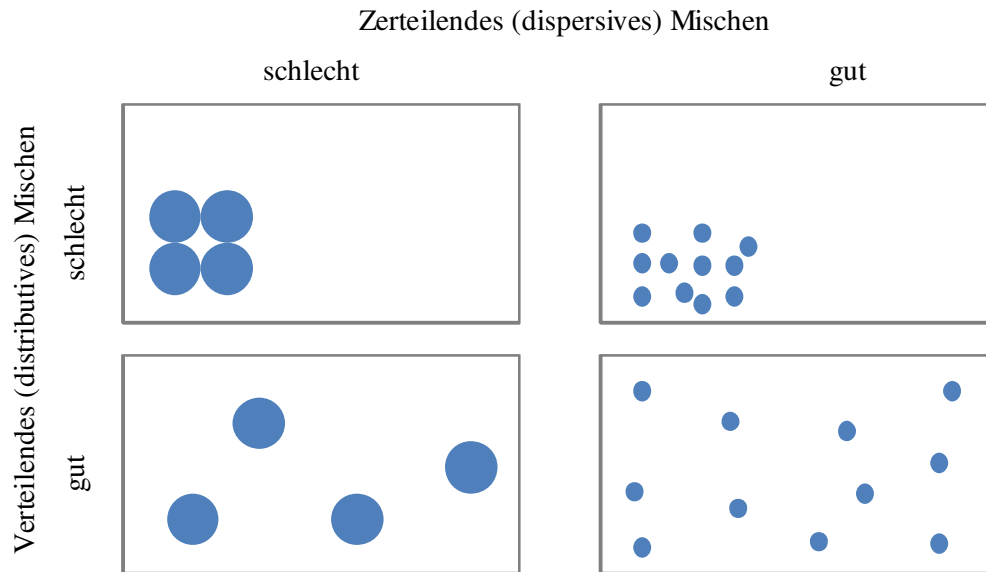 Zerteilendes (dispersives) Mischen
schlecht
gut
Verteilendes (distributives) Mischen
schlecht
gut